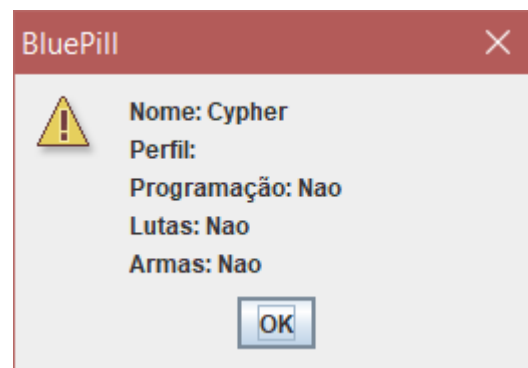 BluePill
Nome: Cypher
Perfil:
Programação: Nao
Lutas: Nao
Armas: Nao
OK